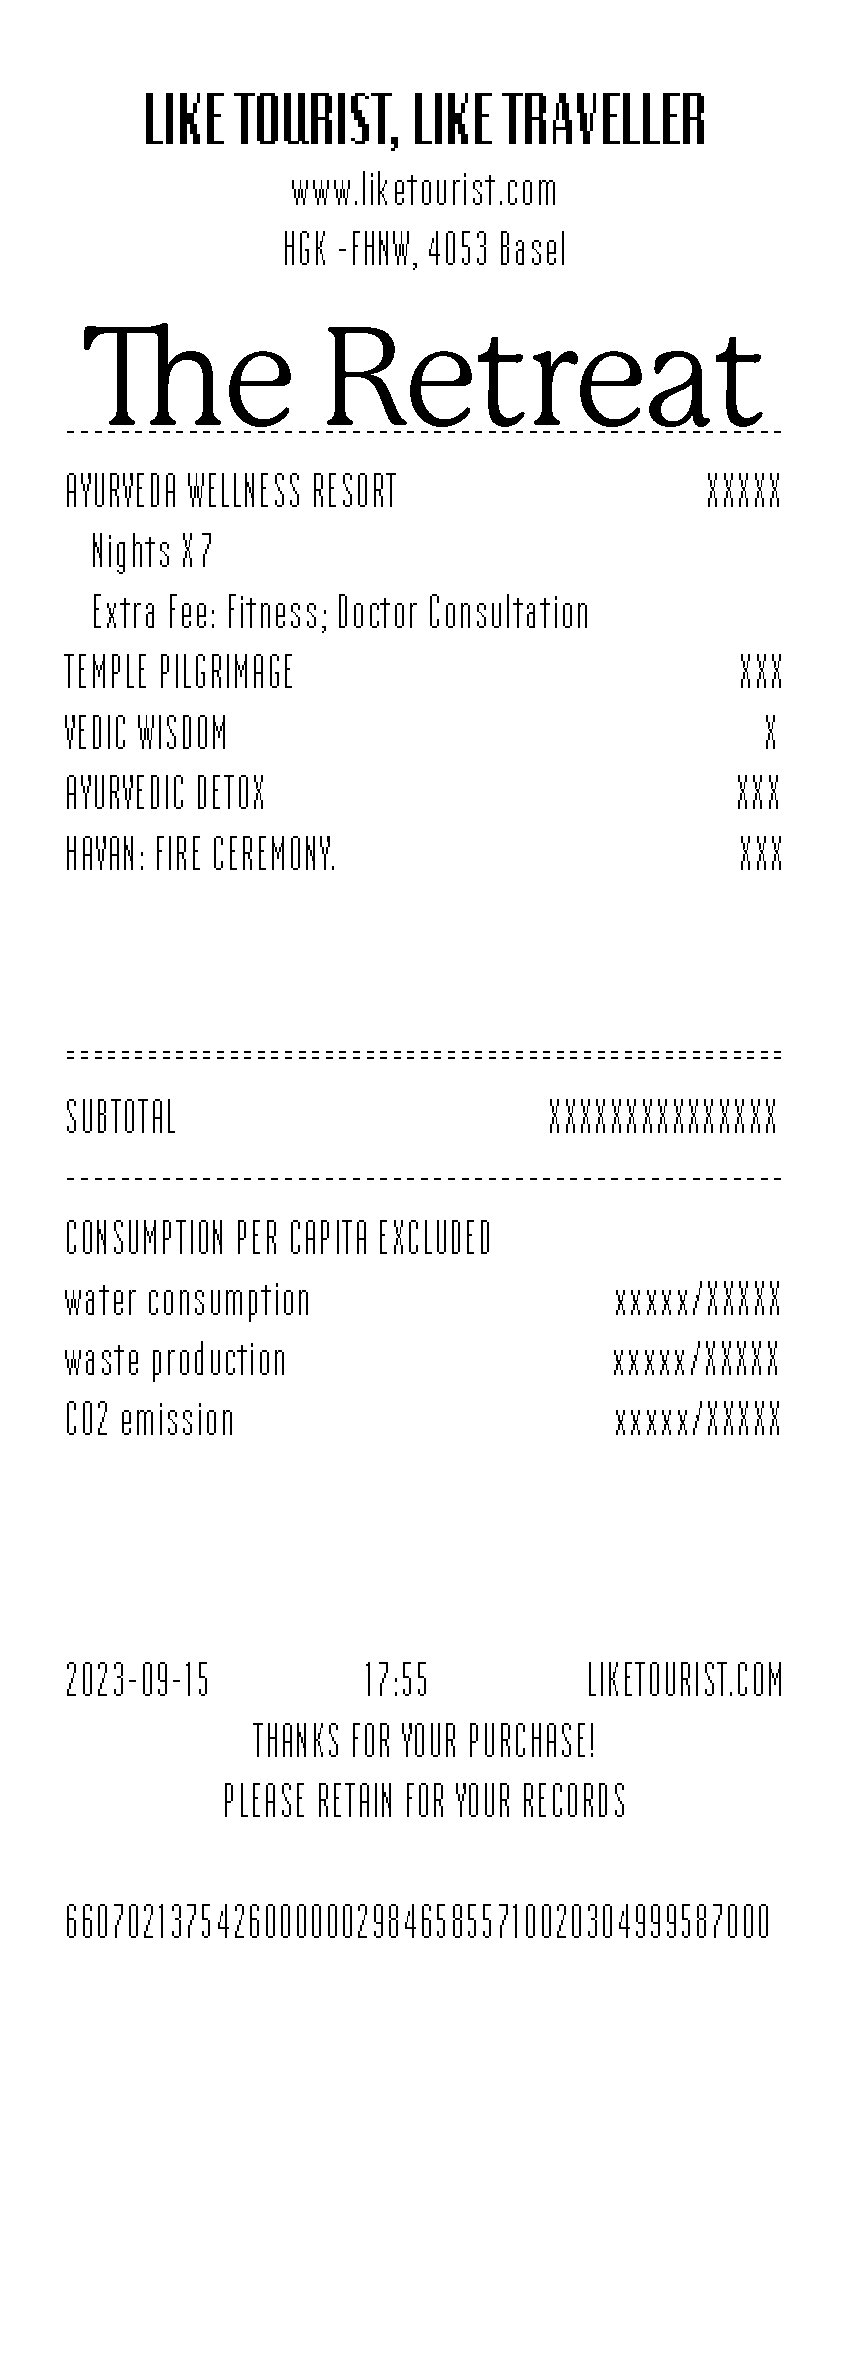 LIKE TOURIST, LIKE TRAVELLER
www.liketourist.com
HGK -FHNW, 4053 Basel
The Retreat
AYURVEDA WELLNESS RESORT XXXXX
Nights X7
Extra Fee: Fitness; Doctor Consultation
TEMPLE PILGRIMAGE XXX
VEDIC WISDOM X
AYURVEDIC DETOX XXX
HAVAN: FIRE CEREMONY. XXX
SUBTOTAL XXXXXXXXXXXXXXX
CONSUMPTION PER CAPITA EXCLUDED
water consumption xxxxx/XXXXX
waste production xxxxx/XXXXX
CO2 emission xxxxx/XXXXX
2023-09-15 17:55 LIKETOURIST.COM
THANKS FOR YOUR PURCHASE!
PLEASE RETAIN FOR YOUR RECORDS
6607021375426000000298465855710020304999587000